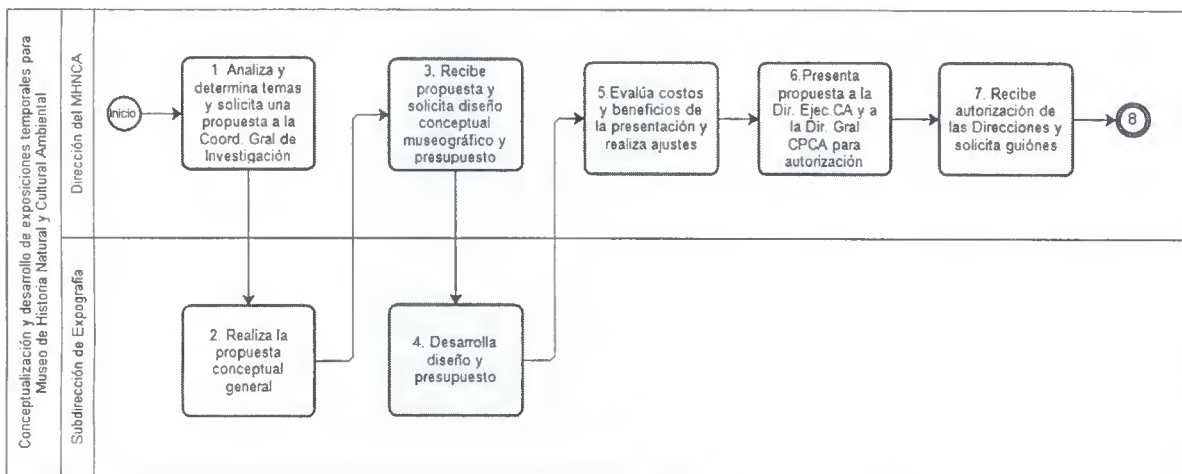 Conceptualización y desarrollo de exposiciones temporales para
Museo de Historia Natural y Cultural Ambiental
Dirección del MHNCA
Inicio
1 Analiza y
determina temas
y solicita una
propuesta a la
Coord. Gral de
Investigación
3. Recibe
propuesta y
solicita diseño
conceptual
museográfico y
presupuesto
5.Evalúa costos
y beneficios de
la presentación y
realiza ajustes
6.Presenta
propuesta a la
Dir. Ejec.CA y a
la Dir. Gral
CPCA para
autorización
7. Recibe
autorización de
las Direcciones y
solicita guiónes
8
Subdirección de Expografía
2. Realiza la
propuesta
conceptual
general
4. Desarrolla
diseño y
presupuesto